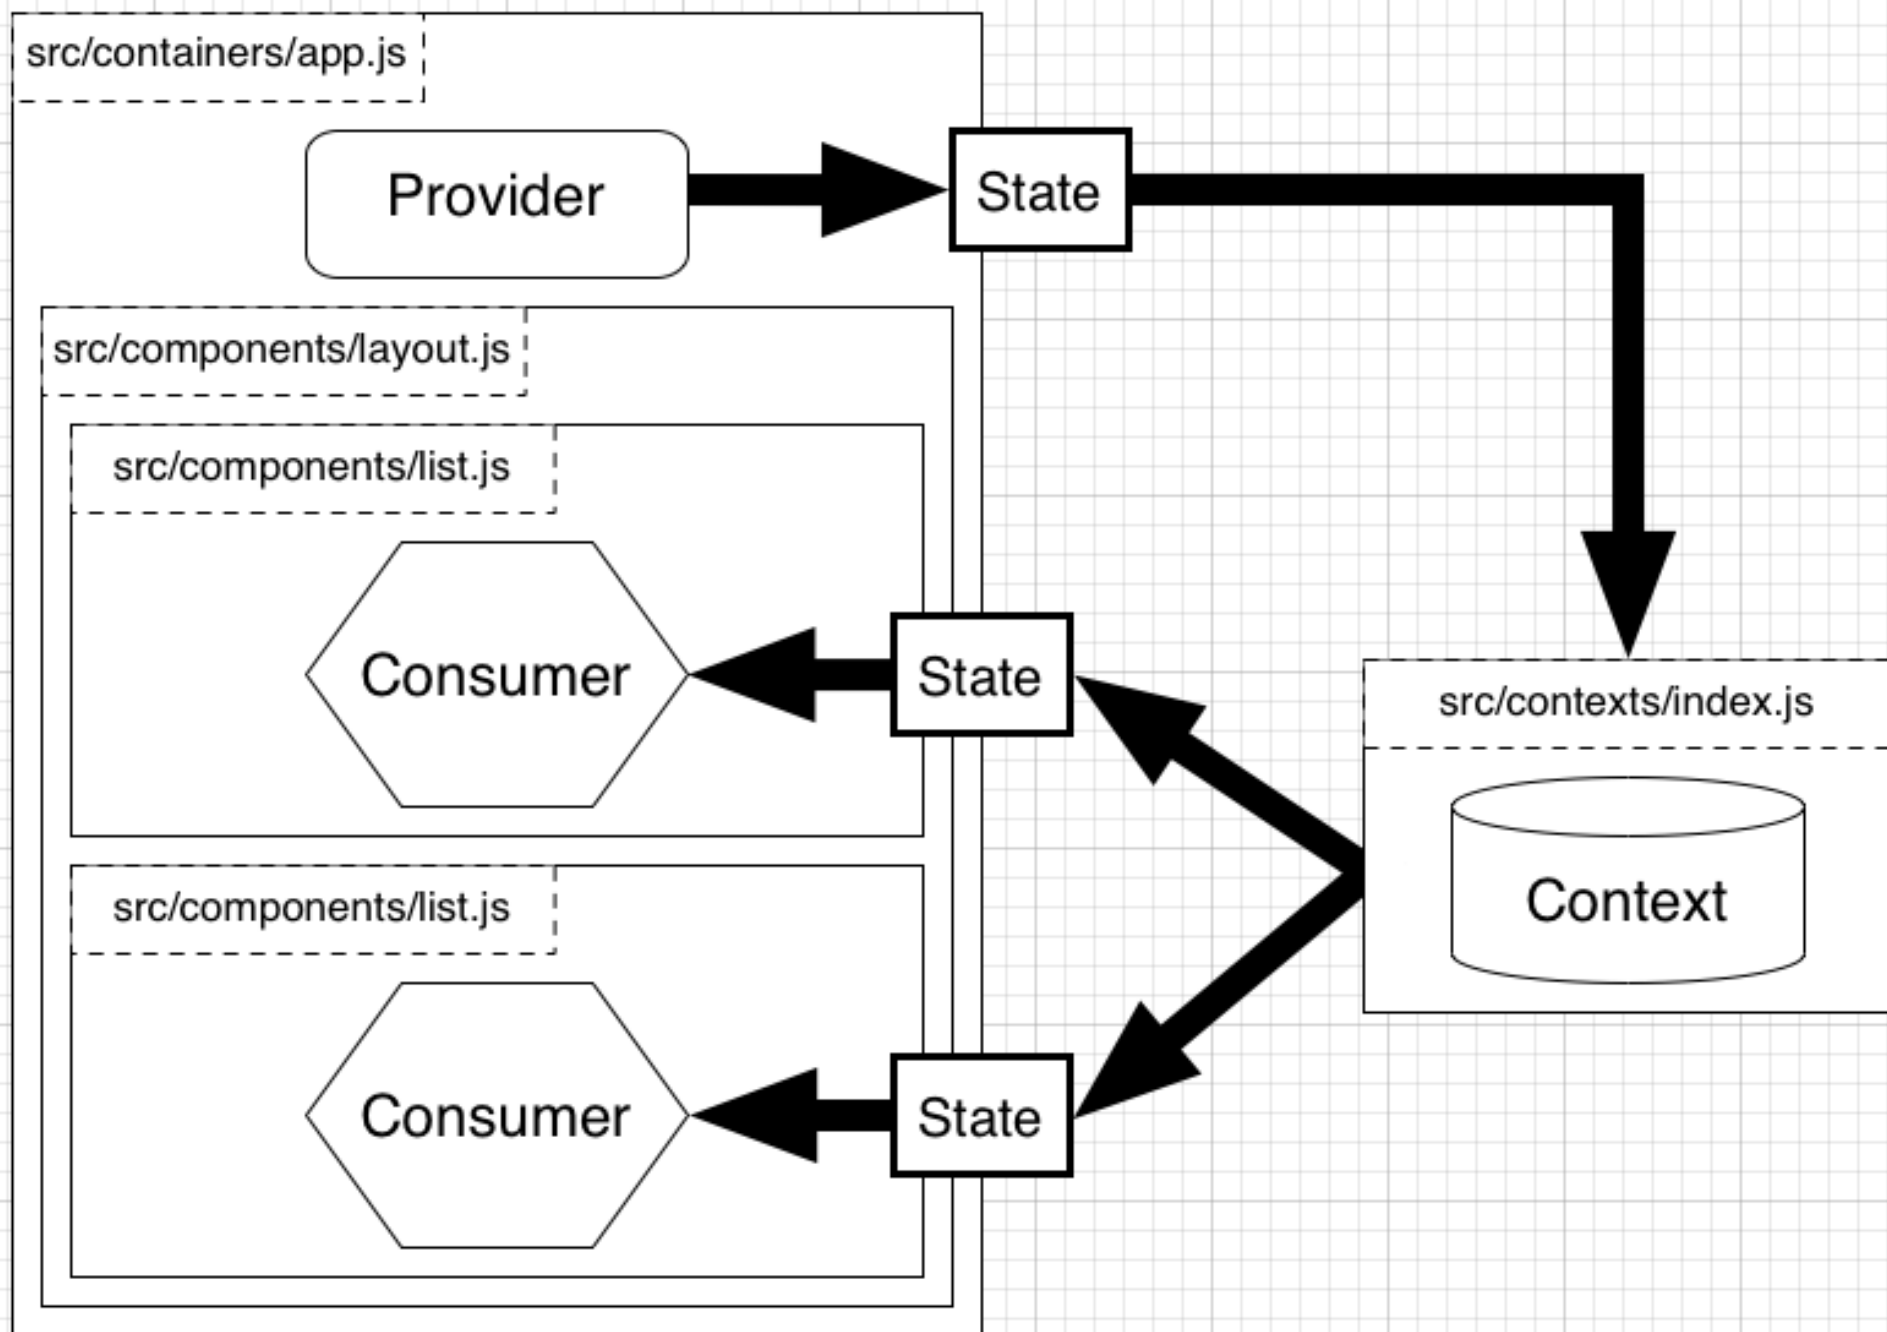 src/containers/app.js
Provider
State
src/components/layout.js
src/components/list.js
Consumer
State
src/contexts/index.js
Context
src/components/list.js
Consumer
State